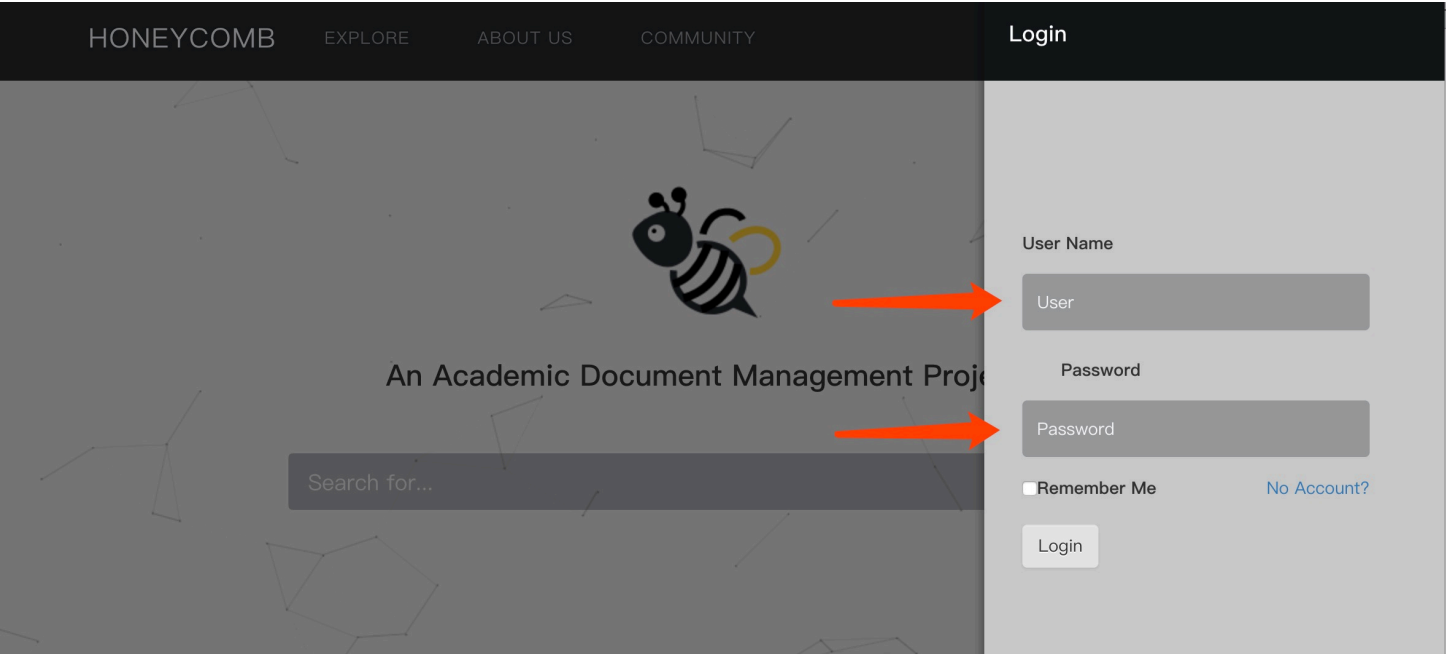 HONEYCOMB EXPLORE ABOUT US COMMUNITY
Login
User Name
User
An Academic Document Management Proje
Password
Password
Search for...
Remember Me No Account?
Login